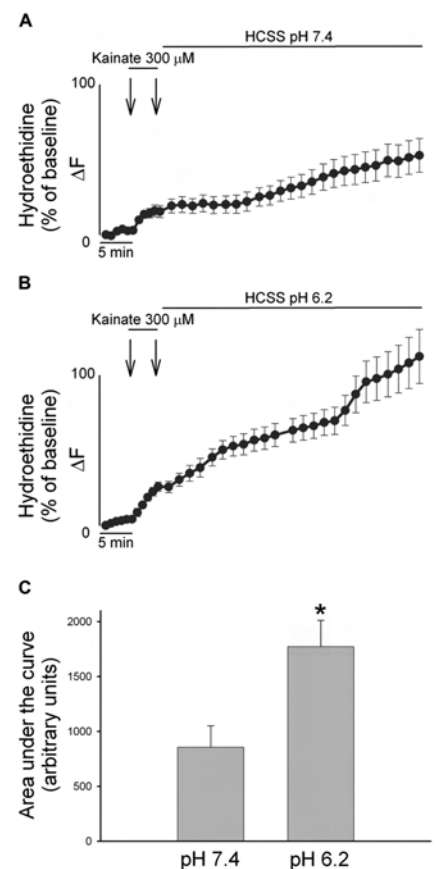 A
HCSS pH 7.4
Kainate 300 μM
100
0
Hydroethidine
(% of baseline)
ΔF
5 min
B
HCSS pH 6.2
Kainate 300 μM
100
0
Hydroethidine
(% of baseline)
ΔF
5 min
C
*
2000
1500
1000
500
0
Area under the curve
(arbitrary units)
pH 7.4 pH 6.2